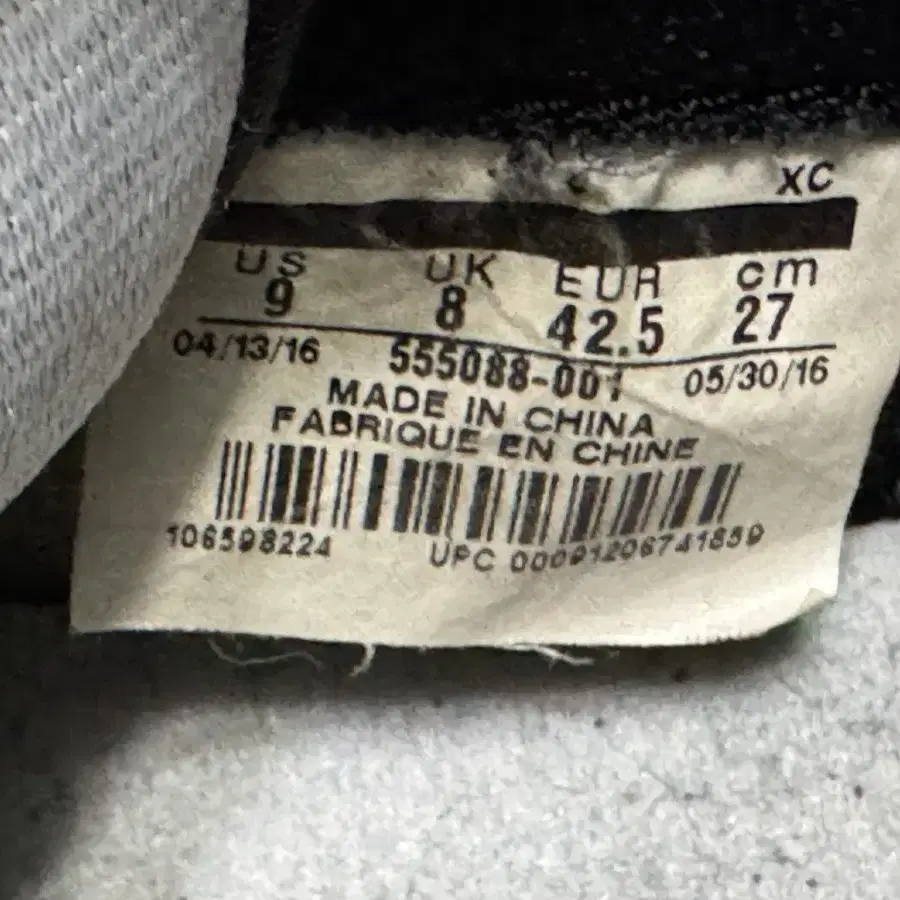 XC
US UK EUR cm
9 8 42.5 27
04/13/16 555088-001 05/30/16
MADE IN CHINA
FABRIQUE EN CHINE
106598224 UPC 00091206741859